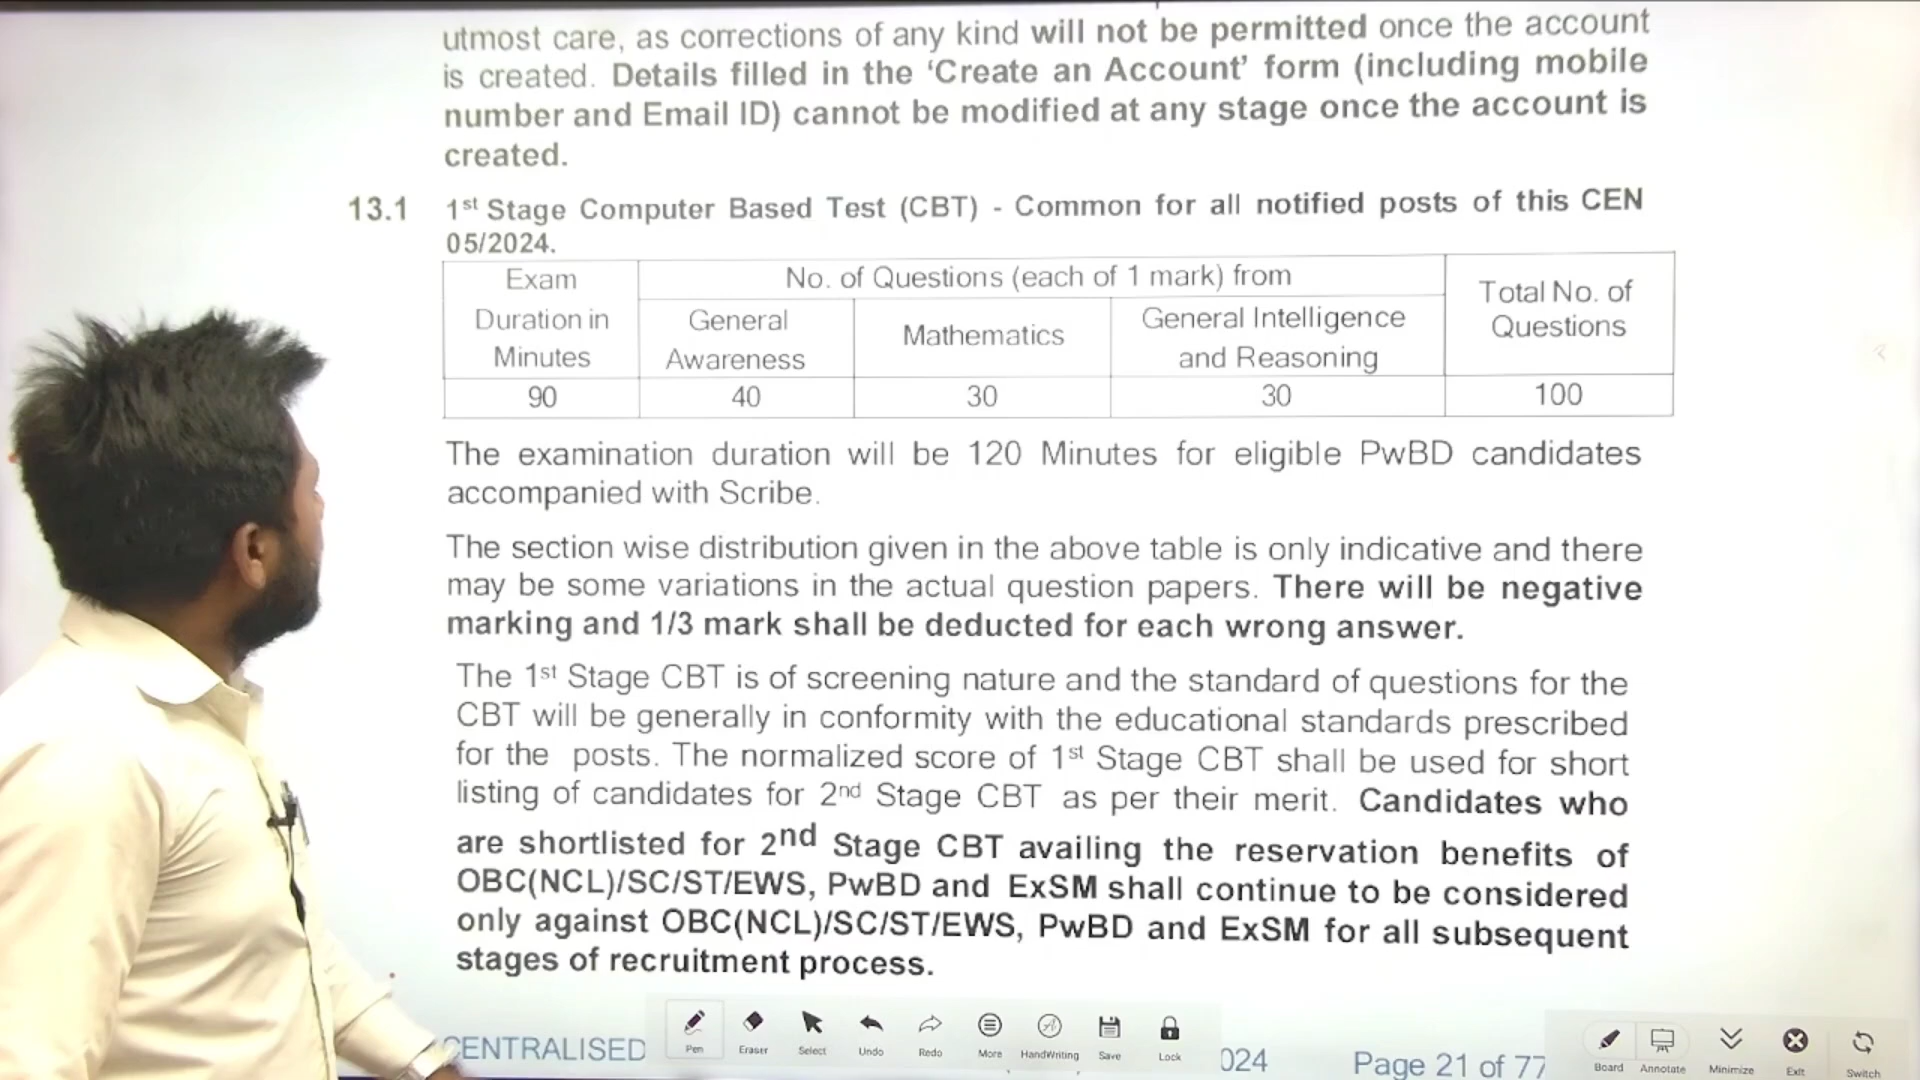 utmost care, as corrections of any kind will not be permitted once the account
is created. Details filled in the ‘Create an Account’ form (including mobile
number and Email ID) cannot be modified at any stage once the account is
created.
13.1 1st Stage Computer Based Test (CBT) - Common for all notified posts of this CEN
05/2024.
Exam Duration in Minutes
No. of Questions (each of 1 mark) from
Total No. of Questions
General Awareness
Mathematics
General Intelligence and Reasoning
90 40 30 30 100
The examination duration will be 120 Minutes for eligible PwBD candidates
accompanied with Scribe.
The section wise distribution given in the above table is only indicative and there
may be some variations in the actual question papers. There will be negative
marking and 1/3 mark shall be deducted for each wrong answer.
The 1st Stage CBT is of screening nature and the standard of questions for the
CBT will be generally in conformity with the educational standards prescribed
for the posts. The normalized score of 1st Stage CBT shall be used for short
listing of candidates for 2nd Stage CBT as per their merit. Candidates who
are shortlisted for 2nd Stage CBT availing the reservation benefits of
OBC(NCL)/SC/ST/EWS, PwBD and ExSM shall continue to be considered
only against OBC(NCL)/SC/ST/EWS, PwBD and ExSM for all subsequent
stages of recruitment process.
CENTRALISED 024 Page 21 of 77
Pen Eraser Select Undo Redo More HandWriting Save Lock
Board Annotate Minimize Exit Switch